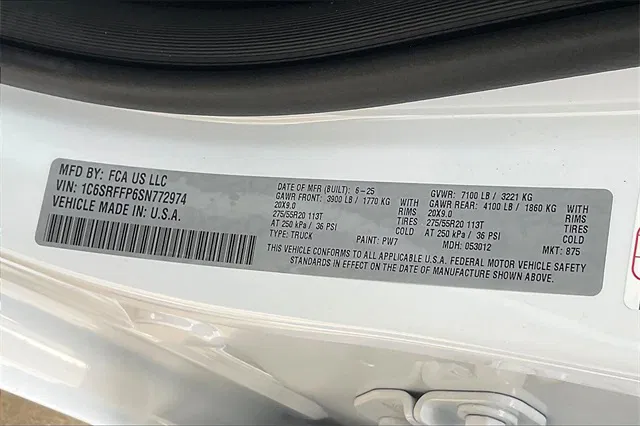 MFD BY: FCA US LLC
VIN: 1C6SRFFP6SN772974
VEHICLE MADE IN: U.S.A.
DATE OF MFR (BUILT): 6-25 GVWR: 7100 LB / 3221 KG
GAWR FRONT: 3900 LB / 1770 KG WITH GAWR REAR: 4100 LB / 1860 KG WITH
20X9.0 RIMS 20X9.0 RIMS
275/55R20 113T TIRES 275/55R20 113T TIRES
AT 250 kPa / 36 PSI COLD AT 250 kPa / 36 PSI COLD
TYPE: TRUCK PAINT: PW7 MDH: 053012 MKT: 875
THIS VEHICLE CONFORMS TO ALL APPLICABLE U.S.A. FEDERAL MOTOR VEHICLE SAFETY
STANDARDS IN EFFECT ON THE DATE OF MANUFACTURE SHOWN ABOVE.